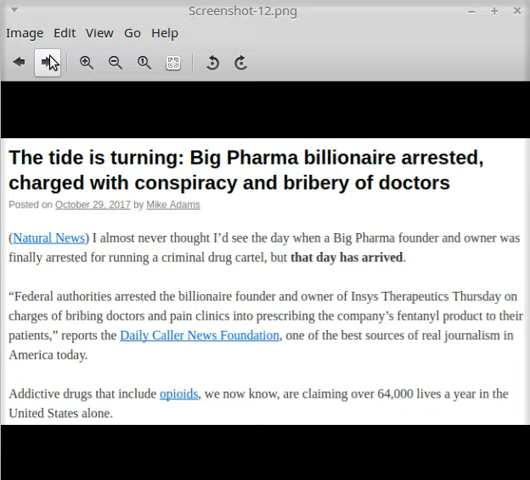 Screenshot-12.png
Image Edit View Go Help
The tide is turning: Big Pharma billionaire arrested,
charged with conspiracy and bribery of doctors
Posted on October 29, 2017 by Mike Adams
(Natural News) I almost never thought I’d see the day when a Big Pharma founder and owner was
finally arrested for running a criminal drug cartel, but that day has arrived.
“Federal authorities arrested the billionaire founder and owner of Insys Therapeutics Thursday on
charges of bribing doctors and pain clinics into prescribing the company’s fentanyl product to their
patients,” reports the Daily Caller News Foundation, one of the best sources of real journalism in
America today.
Addictive drugs that include opioids, we now know, are claiming over 64,000 lives a year in the
United States alone.